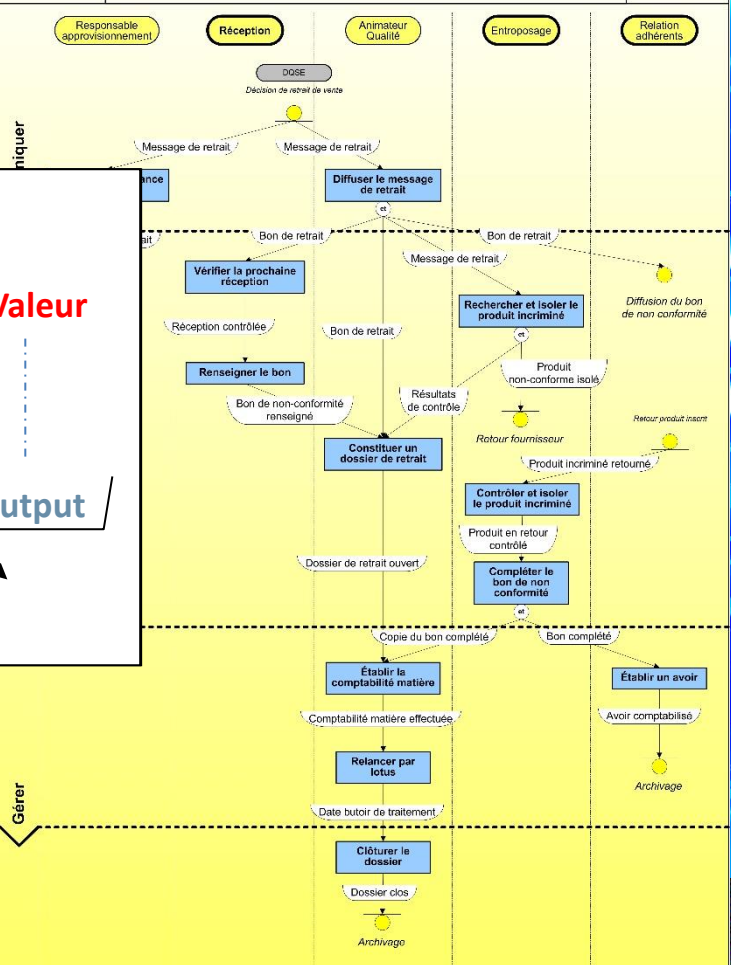 Responsable
approvisionnement
Réception
Animateur
Qualité
Entroposage
Relation
adhérents
DQSE
Décision de retrait de vente
Message de retrait
Message de retrait
Diffuser le message
de retrait
et
Bon de retrait
Bon de retrait
Message de retrait
Vérifier la prochaine
réception
Rechercher et isoler le
produit incriminé
Diffusion du bon
de non conformité
Valeur
Réception contrôlée
Bon de retrait
et
Renseigner le bon
Produit
non-conforme isolé
Bon de non-conformité
renseigné
Résultats
de contrôle
Retour fournisseur
Retour produit inscrit
Constituer un
dossier de retrait
Produit incriminé retourné
Contrôler et isoler
le produit incriminé
utput
Produit en retour
contrôlé
Dossier de retrait ouvert
Compléter le
bon de non
conformité
et
Copie du bon complété
Bon complété
Établir la
comptabilité matière
Établir un avoir
Comptabilité matière effectuée
Avoir comptabilisé
Relancer par
lotus
Archivage
Gérer
Date butoir de traitement
Clôturer le
dossier
Dossier clos
Archivage